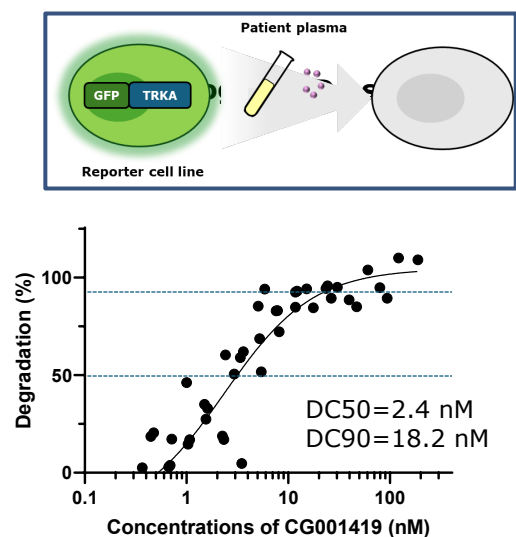 Patient plasma
GFP TRKA
Reporter cell line
100
50
0
Degradation (%)
DC50=2.4 nM
DC90=18.2 nM
0.1 1 10 100
Concentrations of CG001419 (nM)